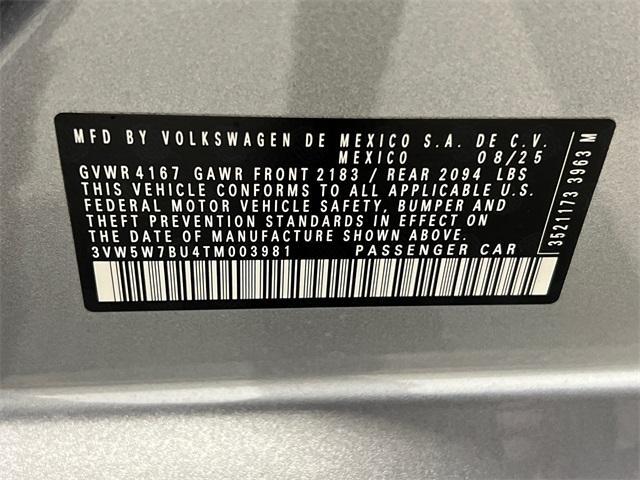 MFD BY VOLKSWAGEN DE MEXICO S.A. DE C.V.
MEXICO 08/25
GVWR 4167 GAWR FRONT 2183 / REAR 2094 LBS
THIS VEHICLE CONFORMS TO ALL APPLICABLE U.S.
FEDERAL MOTOR VEHICLE SAFETY, BUMPER AND
THEFT PREVENTION STANDARDS IN EFFECT ON
THE DATE OF MANUFACTURE SHOWN ABOVE.
3VW5W7BU4TM003981 PASSENGER CAR
3521173 3963 M